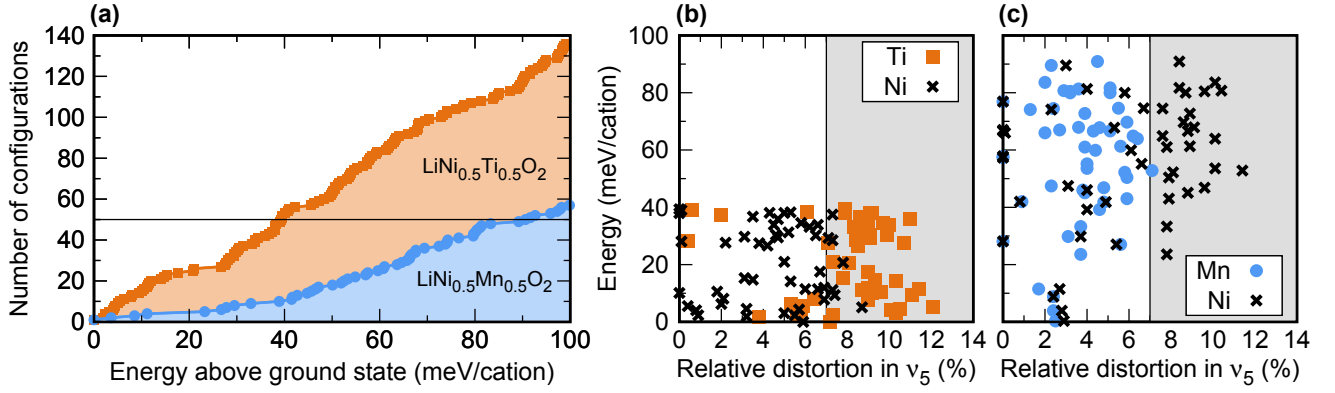 (a)
Number of configurations
140
120
100
80
60
40
20
0
LiNi0.5Ti0.5O2
LiNi0.5Mn0.5O2
0 20 40 60 80 100
Energy above ground state (meV/cation)
(b)
Energy (meV/cation)
100
80
60
40
20
0
Ti
Ni
0 2 4 6 8 10 12 14
Relative distortion in ν5 (%)
(c)
Mn
Ni
0 2 4 6 8 10 12 14
Relative distortion in ν5 (%)